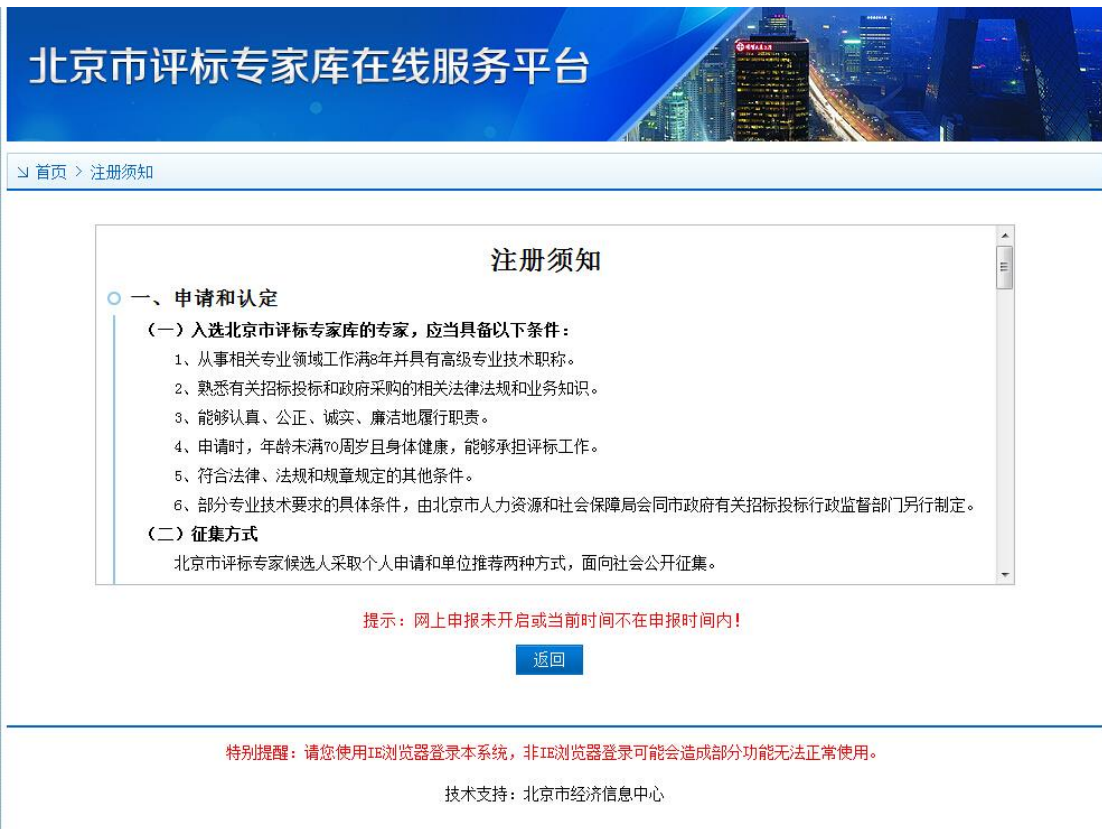 北京市评标专家库在线服务平台
首页 > 注册须知
注册须知
一、申请和认定
（一）入选北京市评标专家库的专家，应当具备以下条件：
1、从事相关专业领域工作满8年并具有高级专业技术职称。
2、熟悉有关招标投标和政府采购的相关法律法规和业务知识。
3、能够认真、公正、诚实、廉洁地履行职责。
4、申请时，年龄未满70周岁且身体健康，能够承担评标工作。
5、符合法律、法规和规章规定的其他条件。
6、部分专业技术要求的具体条件，由北京市人力资源和社会保障局会同市政府有关招标投标行政监督部门另行制定。
（二）征集方式
北京市评标专家候选人采取个人申请和单位推荐两种方式，面向社会公开征集。
提示：网上申报未开启或当前时间不在申报时间内!
返回
特别提醒：请您使用IE浏览器登录本系统，非IE浏览器登录可能会造成部分功能无法正常使用。
技术支持：北京市经济信息中心